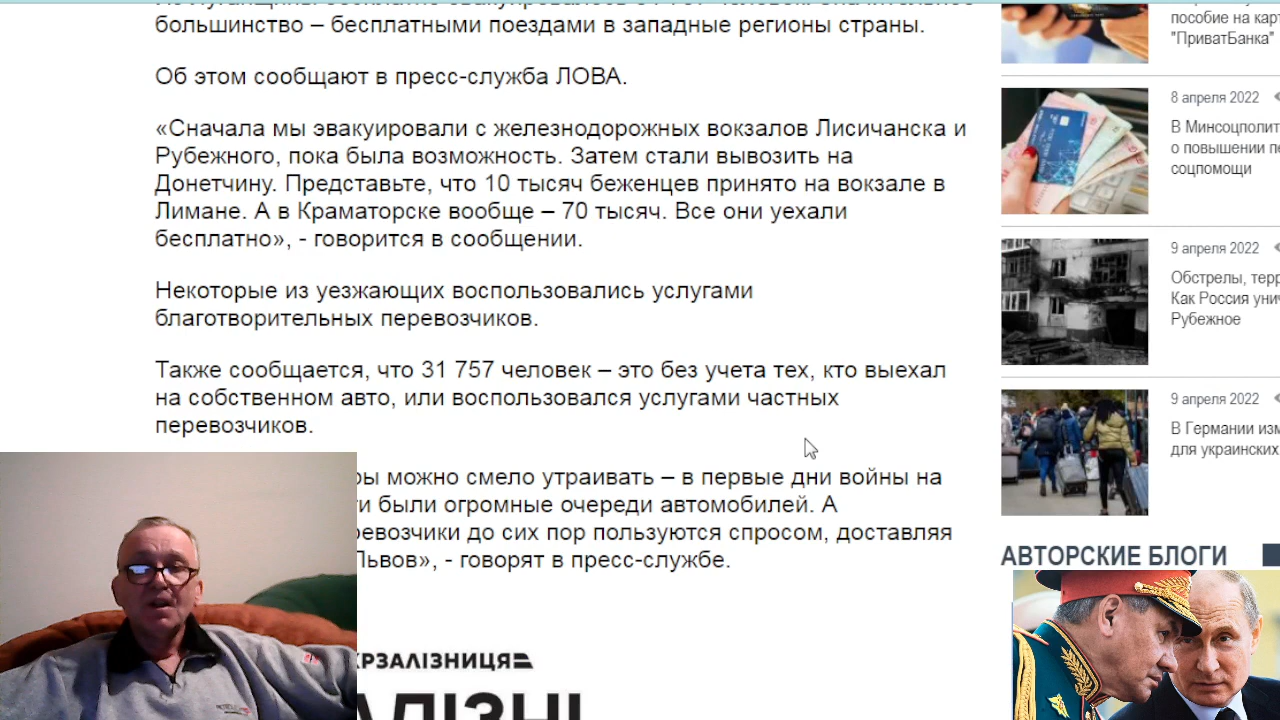 большинство – бесплатными поездами в западные регионы страны.
Об этом сообщают в пресс-служба ЛОВА.
«Сначала мы эвакуировали с железнодорожных вокзалов Лисичанска и
Рубежного, пока была возможность. Затем стали вывозить на
Донетчину. Представьте, что 10 тысяч беженцев принято на вокзале в
Лимане. А в Краматорске вообще – 70 тысяч. Все они уехали
бесплатно», - говорится в сообщении.
Некоторые из уезжающих воспользовались услугами
благотворительных перевозчиков.
Также сообщается, что 31 757 человек – это без учета тех, кто выехал
на собственном авто, или воспользовался услугами частных
перевозчиков.
ры можно смело утраивать – в первые дни войны на
ти были огромные очереди автомобилей. А
ревозчики до сих пор пользуются спросом, доставляя
Львов», - говорят в пресс-службе.
КРЗАЛІЗНИЦЯ
АЛІЗНІ
пособие на кар
"ПриватБанка"
8 апреля 2022
В Минсоцполит
о повышении пе
соцпомощи
9 апреля 2022
Обстрелы, терр
Как Россия уни
Рубежное
9 апреля 2022
В Германии изм
для украинских
АВТОРСКИЕ БЛОГИ